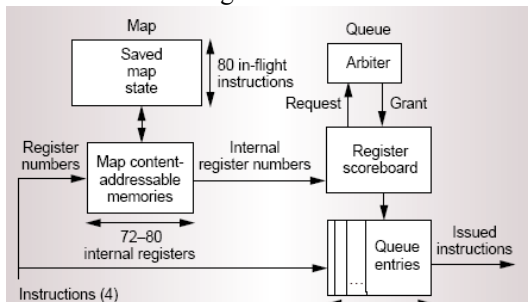 Map
Queue
Saved
map
state
80 in-flight
instructions
Arbiter
Request
Grant
Register
numbers
Map content-
addressable
memories
Internal
register numbers
Register
scoreboard
72–80
internal registers
Queue
entries
...
Issued
instructions
Instructions (4)